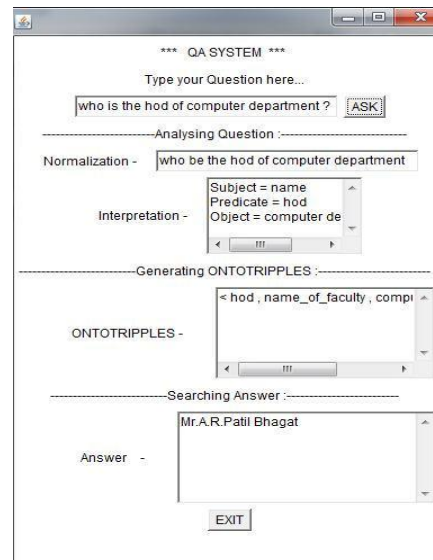 *** QA SYSTEM ***
Type your Question here...
who is the hod of computer department ? ASK
------------------------Analysing Question :---------------------------
Normalization - who be the hod of computer department
Subject = name
Predicate = hod
Interpretation - Object = computer de
-------------------------Generating ONTOTRIPPLES :------------------------
< hod , name_of_faculty , compu
ONTOTRIPPLES -
-------------------------Searching Answer :------------------------
Mr.A.R.Patil Bhagat
Answer -
EXIT